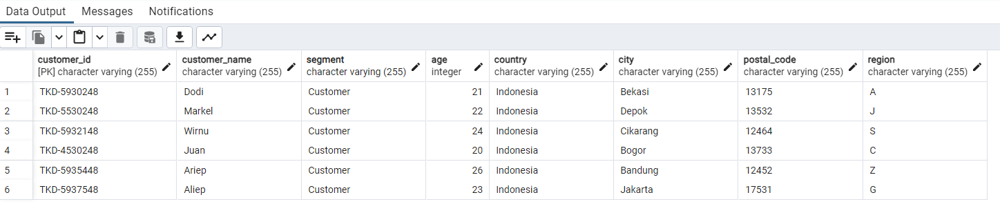 Data Output Messages Notifications
customer_id customer_name segment age country city postal_code region
[PK] character varying (255) character varying (255) character varying (255) integer character varying (255) character varying (255) character varying (255) character varying (255)
1 TKD-5930248 Dodi Customer 21 Indonesia Bekasi 13175 A
2 TKD-5530248 Markel Customer 22 Indonesia Depok 13532 J
3 TKD-5932148 Wirnu Customer 24 Indonesia Cikarang 12464 S
4 TKD-4530248 Juan Customer 20 Indonesia Bogor 13733 C
5 TKD-5935448 Ariep Customer 26 Indonesia Bandung 12452 Z
6 TKD-5937548 Aliep Customer 23 Indonesia Jakarta 17531 G